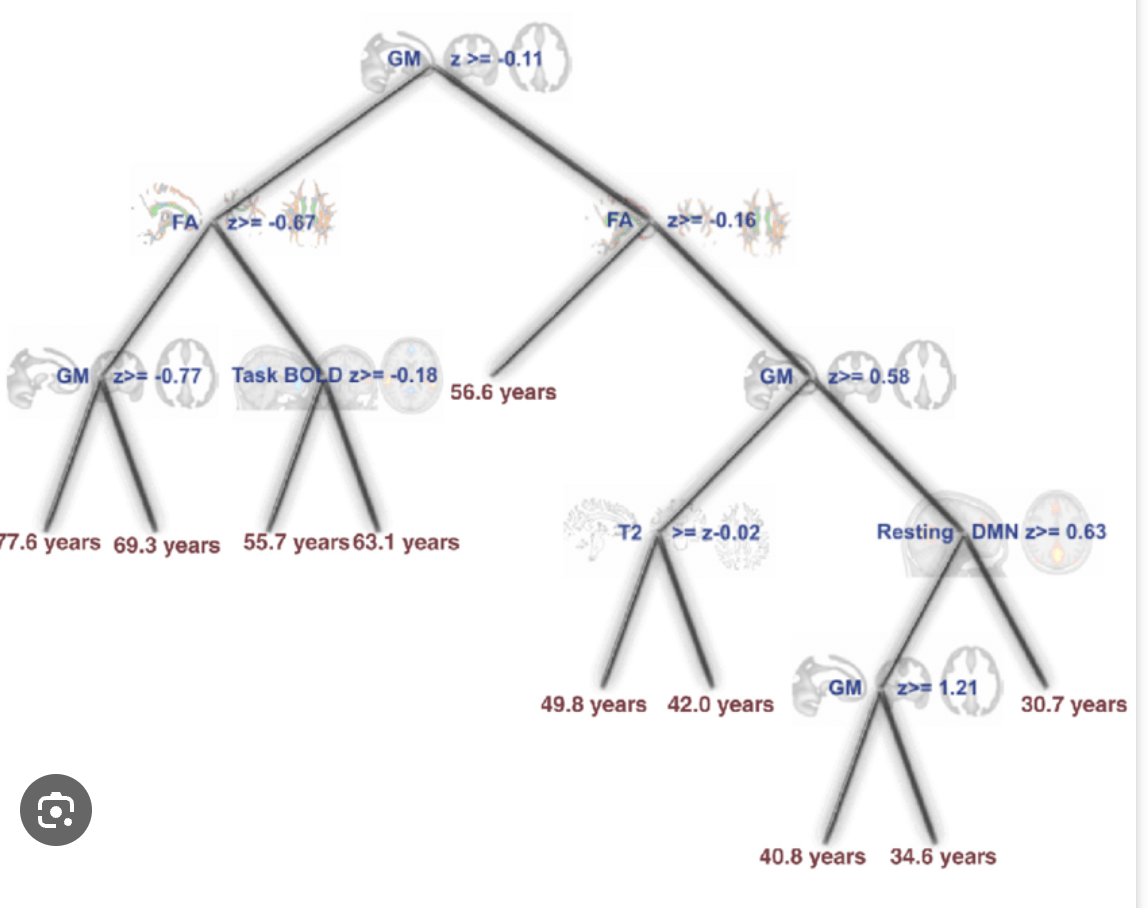 GM z >= -0.11
FA z>= -0.67
FA z>= -0.16
GM z>= -0.77
Task BOLD z>= -0.18
56.6 years
GM z>= 0.58
77.6 years
69.3 years
55.7 years
63.1 years
T2 >= z-0.02
Resting DMN z>= 0.63
49.8 years
42.0 years
GM z>= 1.21
30.7 years
40.8 years
34.6 years